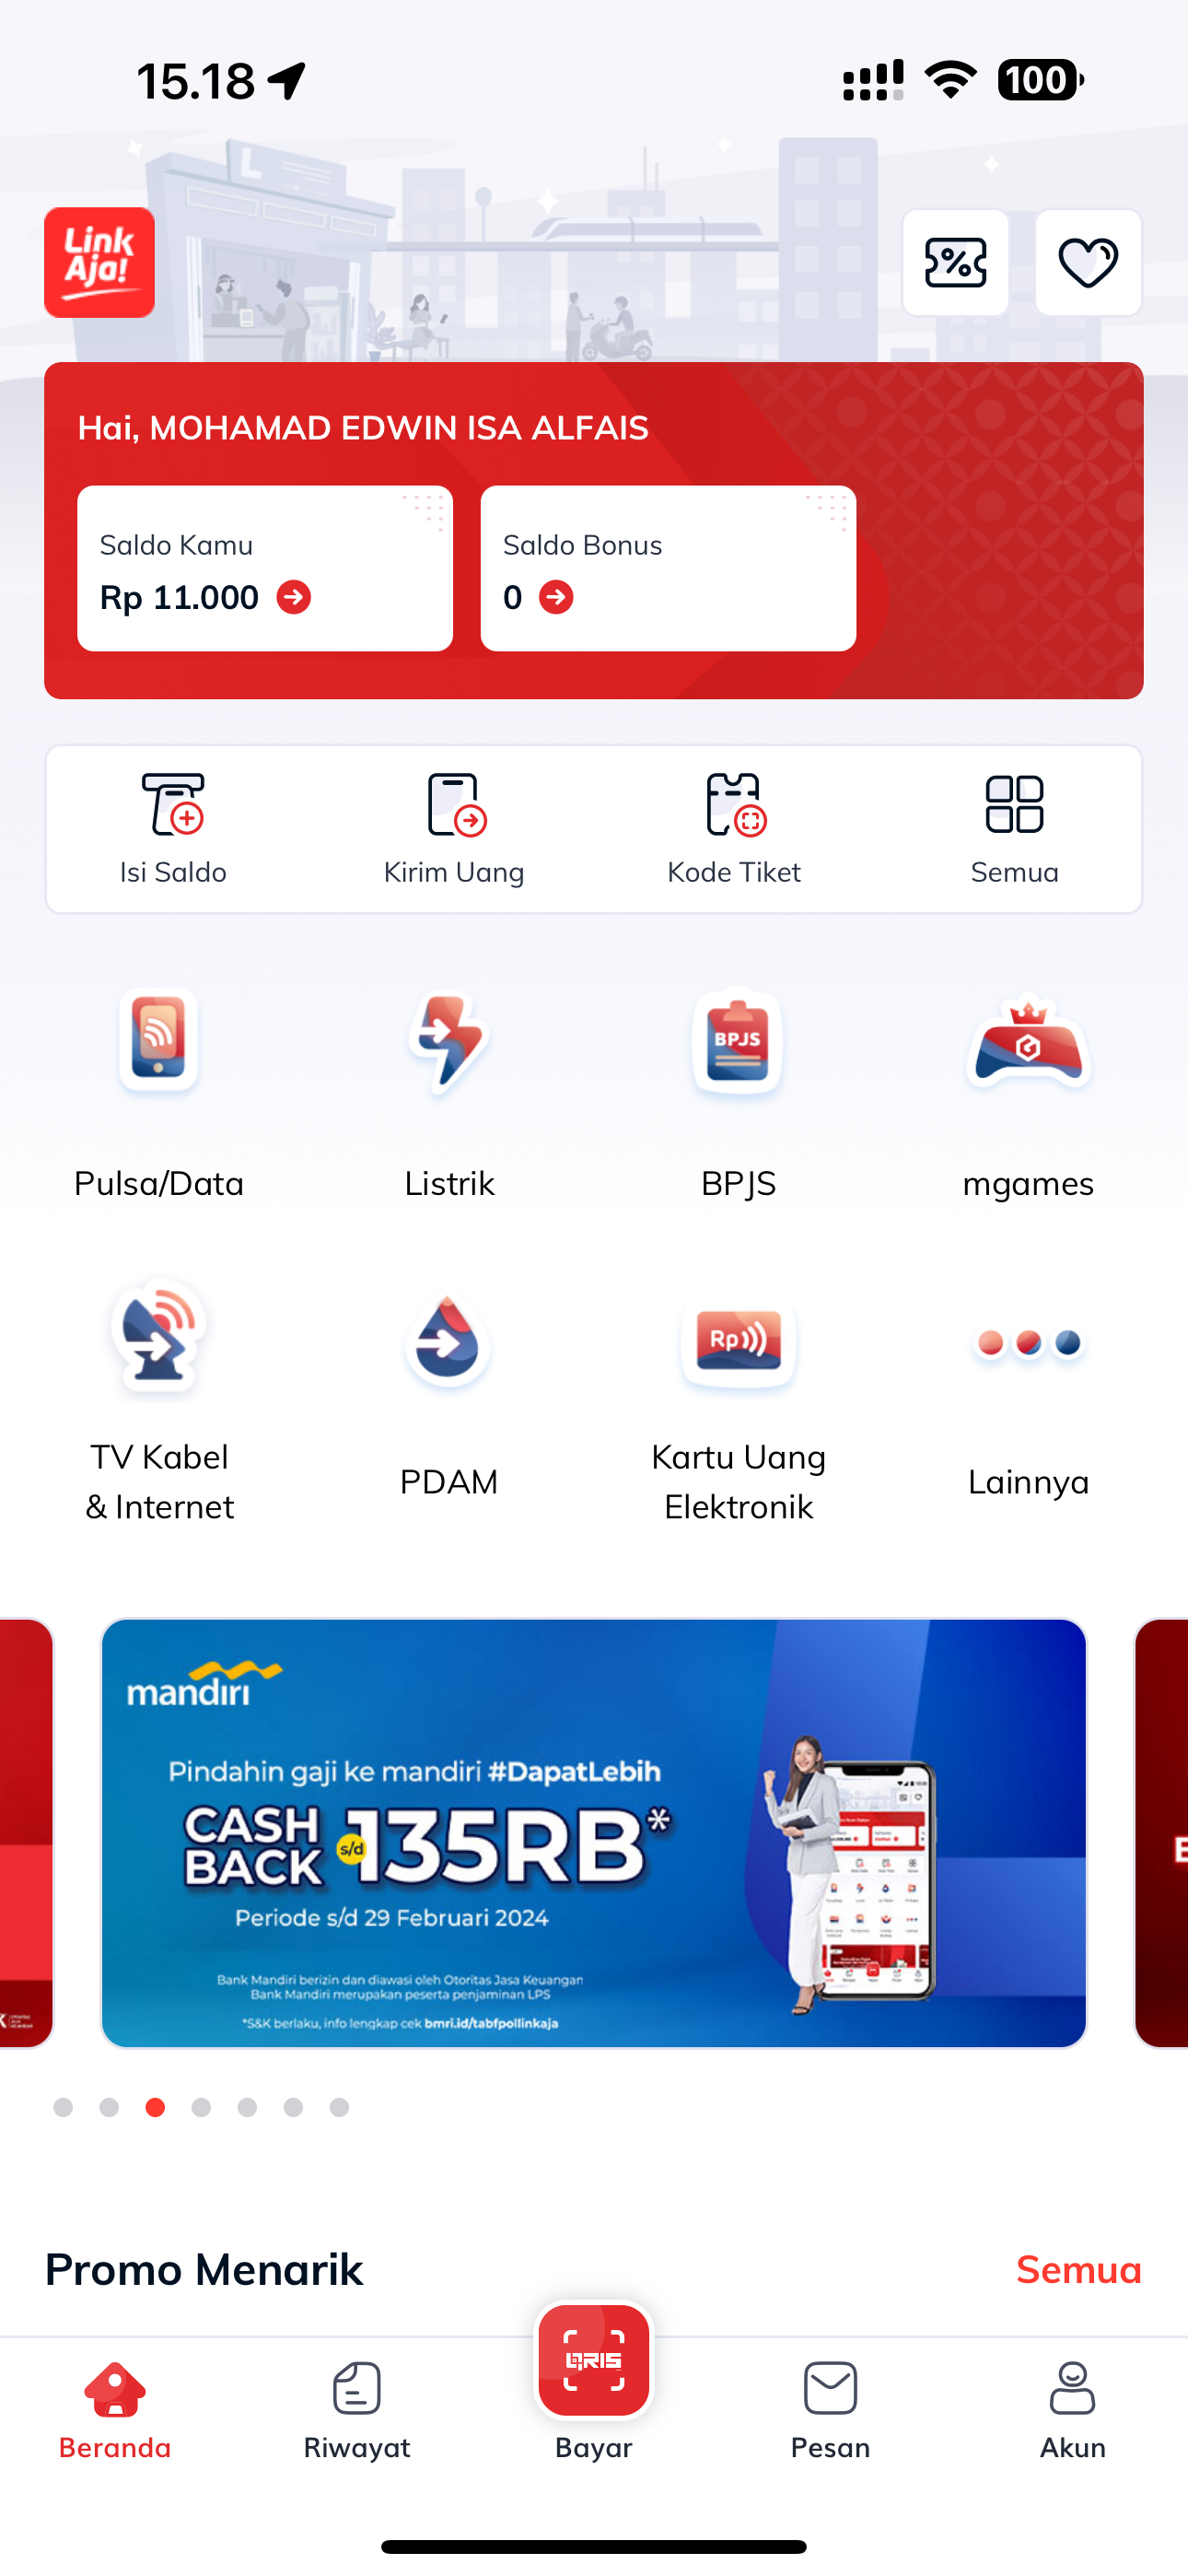 15.18
100
L
Link
Aja!
Hai, MOHAMAD EDWIN ISA ALFAIS
Saldo Kamu
Rp 11.000
Saldo Bonus
0
Isi Saldo
Kirim Uang
Kode Tiket
Semua
BPJS
Pulsa/Data
Listrik
BPJS
mgames
Rp
TV Kabel
& Internet
PDAM
Kartu Uang
Elektronik
Lainnya
mandiri
Pindahin gaji ke mandiri #DapatLebih
CASH
BACK
s/d
135RB*
Periode s/d 29 Februari 2024
Bank Mandiri berizin dan diawasi oleh Otoritas Jasa Keuangan
Bank Mandiri merupakan peserta penjaminan LPS
*S&K berlaku, info lengkap cek bmri.id/tabfpollinkaja
Promo Menarik
Semua
QRIS
Beranda
Riwayat
Bayar
Pesan
Akun